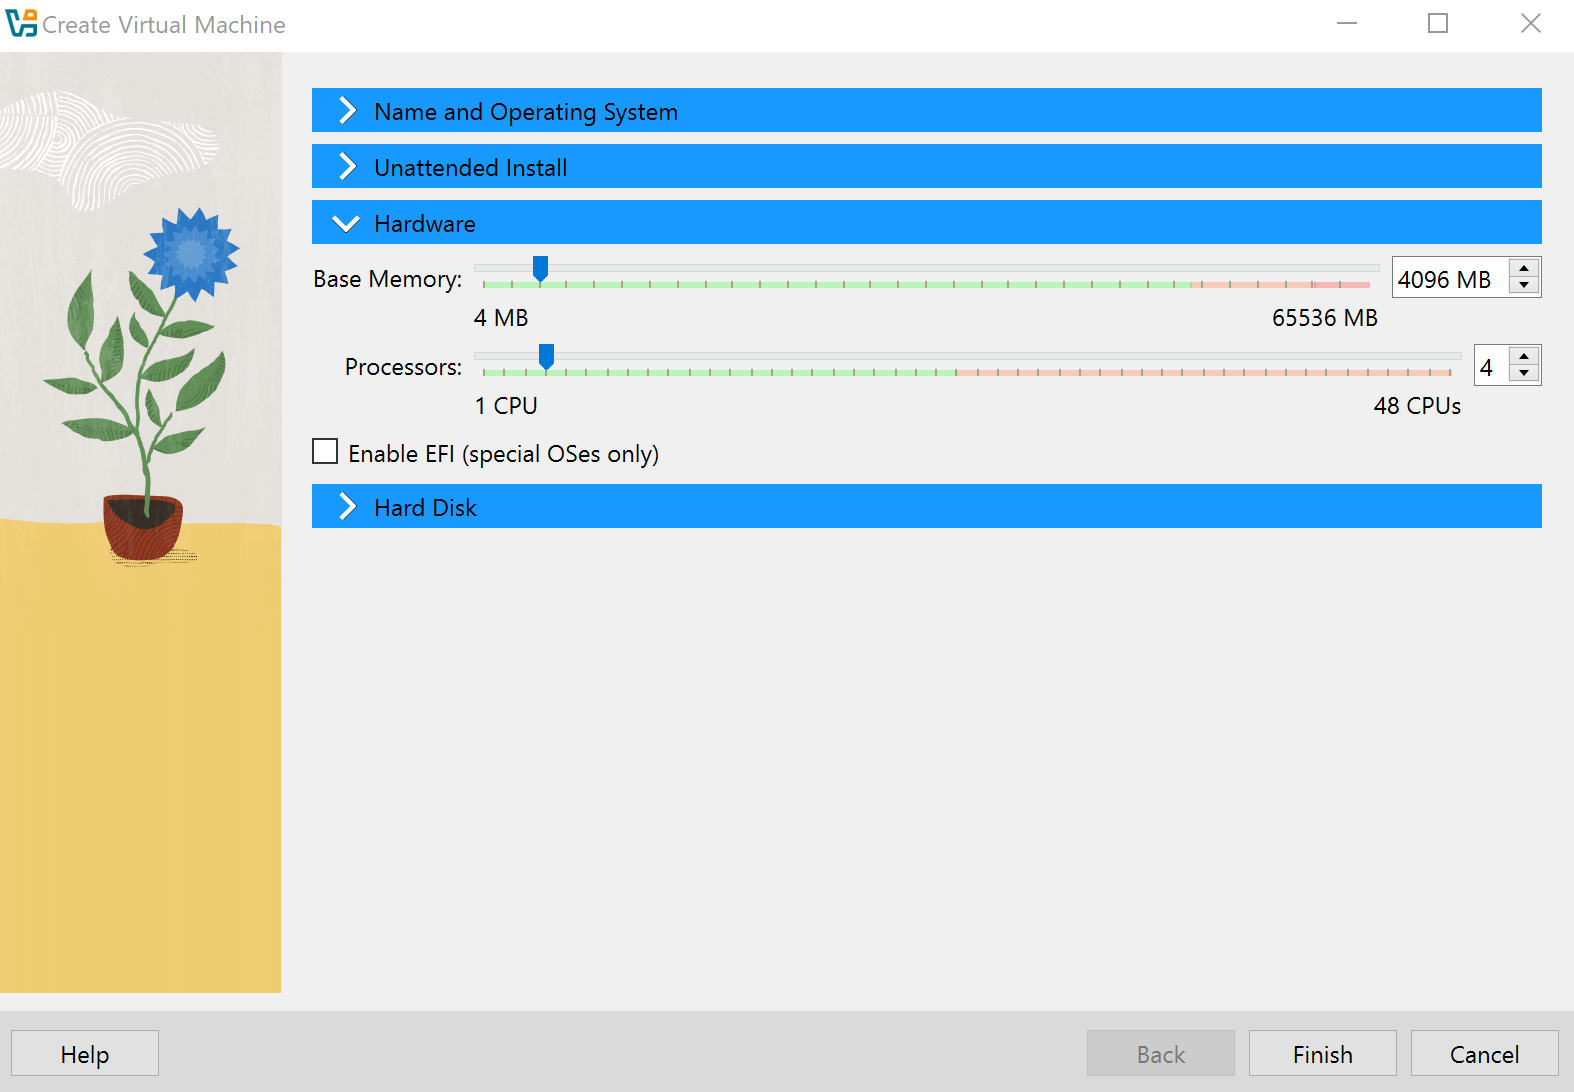 Create Virtual Machine
Name and Operating System
Unattended Install
Hardware
Base Memory: 4096 MB
4 MB 65536 MB
Processors: 4
1 CPU 48 CPUs
Enable EFI (special OSes only)
Hard Disk
Help Back Finish Cancel